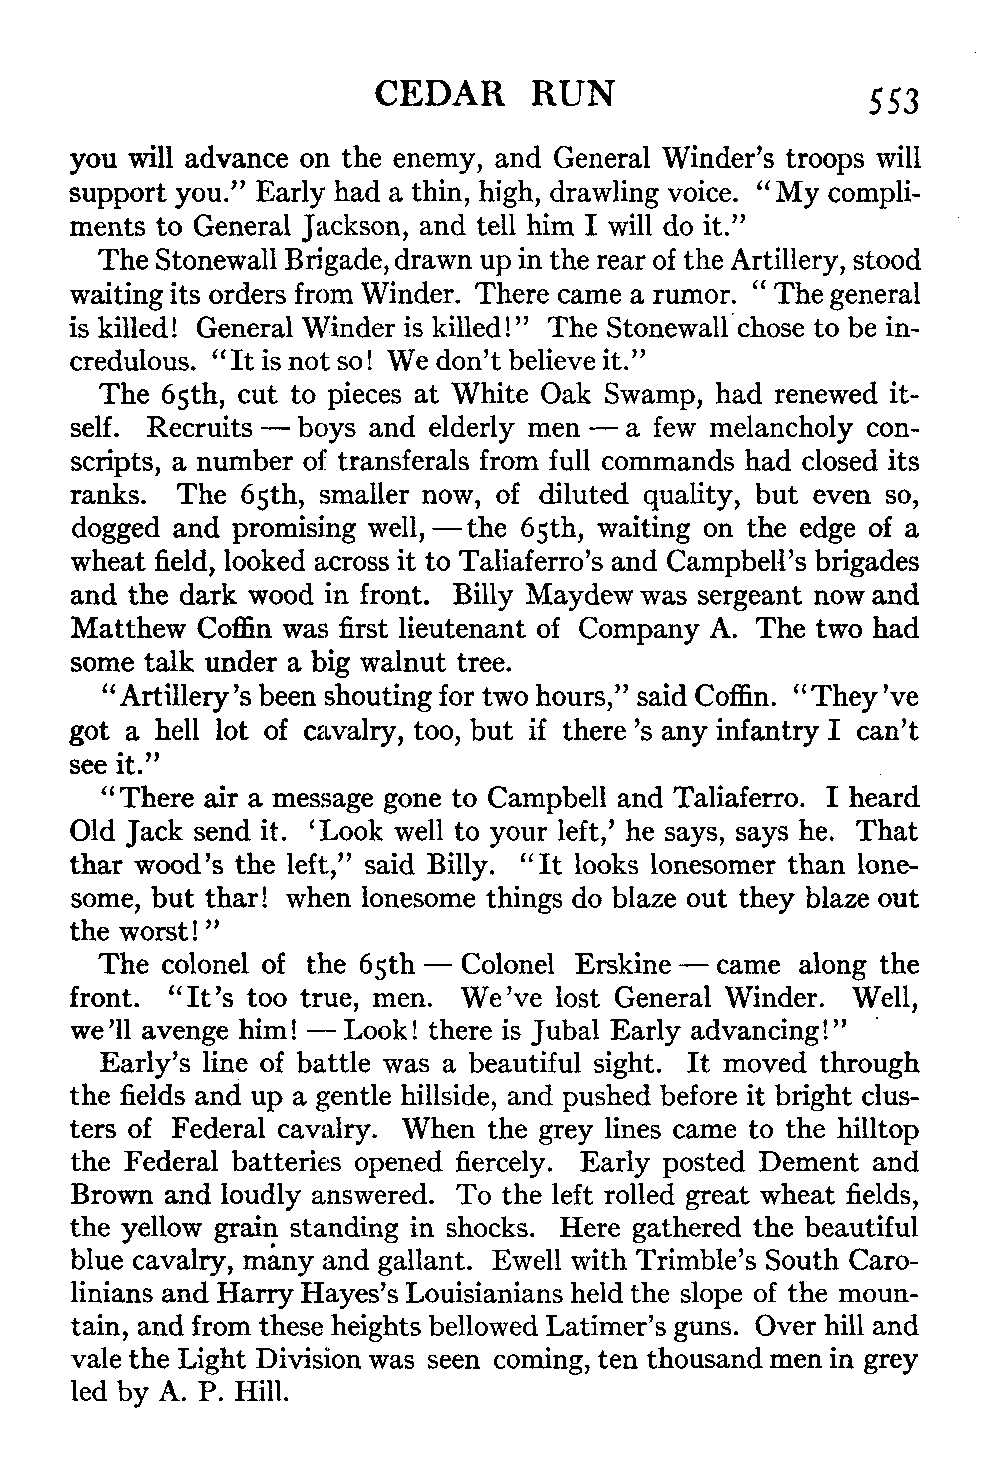 CEDAR RUN 553
you will advance on the enemy, and General Winder's troops will
support you." Early had a thin, high, drawling voice. "My compli-
ments to General Jackson, and tell him I will do it."
The Stonewall Brigade, drawn up in the rear of the Artillery, stood
waiting its orders from Winder. There came a rumor. "The general
is killed! General Winder is killed!" The Stonewall chose to be in-
credulous. "It is not so! We don't believe it."
The 65th, cut to pieces at White Oak Swamp, had renewed it-
self. Recruits — boys and elderly men — a few melancholy con-
scripts, a number of transferals from full commands had closed its
ranks. The 65th, smaller now, of diluted quality, but even so,
dogged and promising well, — the 65th, waiting on the edge of a
wheat field, looked across it to Taliaferro's and Campbell's brigades
and the dark wood in front. Billy Maydew was sergeant now and
Matthew Coffin was first lieutenant of Company A. The two had
some talk under a big walnut tree.
"Artillery's been shouting for two hours," said Coffin. "They've
got a hell lot of cavalry, too, but if there's any infantry I can't
see it."
"There air a message gone to Campbell and Taliaferro. I heard
Old Jack send it. 'Look well to your left,' he says, says he. That
thar wood's the left," said Billy. "It looks lonesomer than lone-
some, but thar! when lonesome things do blaze out they blaze out
the worst!"
The colonel of the 65th — Colonel Erskine — came along the
front. "It's too true, men. We've lost General Winder. Well,
we'll avenge him! — Look! there is Jubal Early advancing!"
Early's line of battle was a beautiful sight. It moved through
the fields and up a gentle hillside, and pushed before it bright clus-
ters of Federal cavalry. When the grey lines came to the hilltop
the Federal batteries opened fiercely. Early posted Dement and
Brown and loudly answered. To the left rolled great wheat fields,
the yellow grain standing in shocks. Here gathered the beautiful
blue cavalry, many and gallant. Ewell with Trimble's South Caro-
linians and Harry Hayes's Louisianians held the slope of the moun-
tain, and from these heights bellowed Latimer's guns. Over hill and
vale the Light Division was seen coming, ten thousand men in grey
led by A. P. Hill.